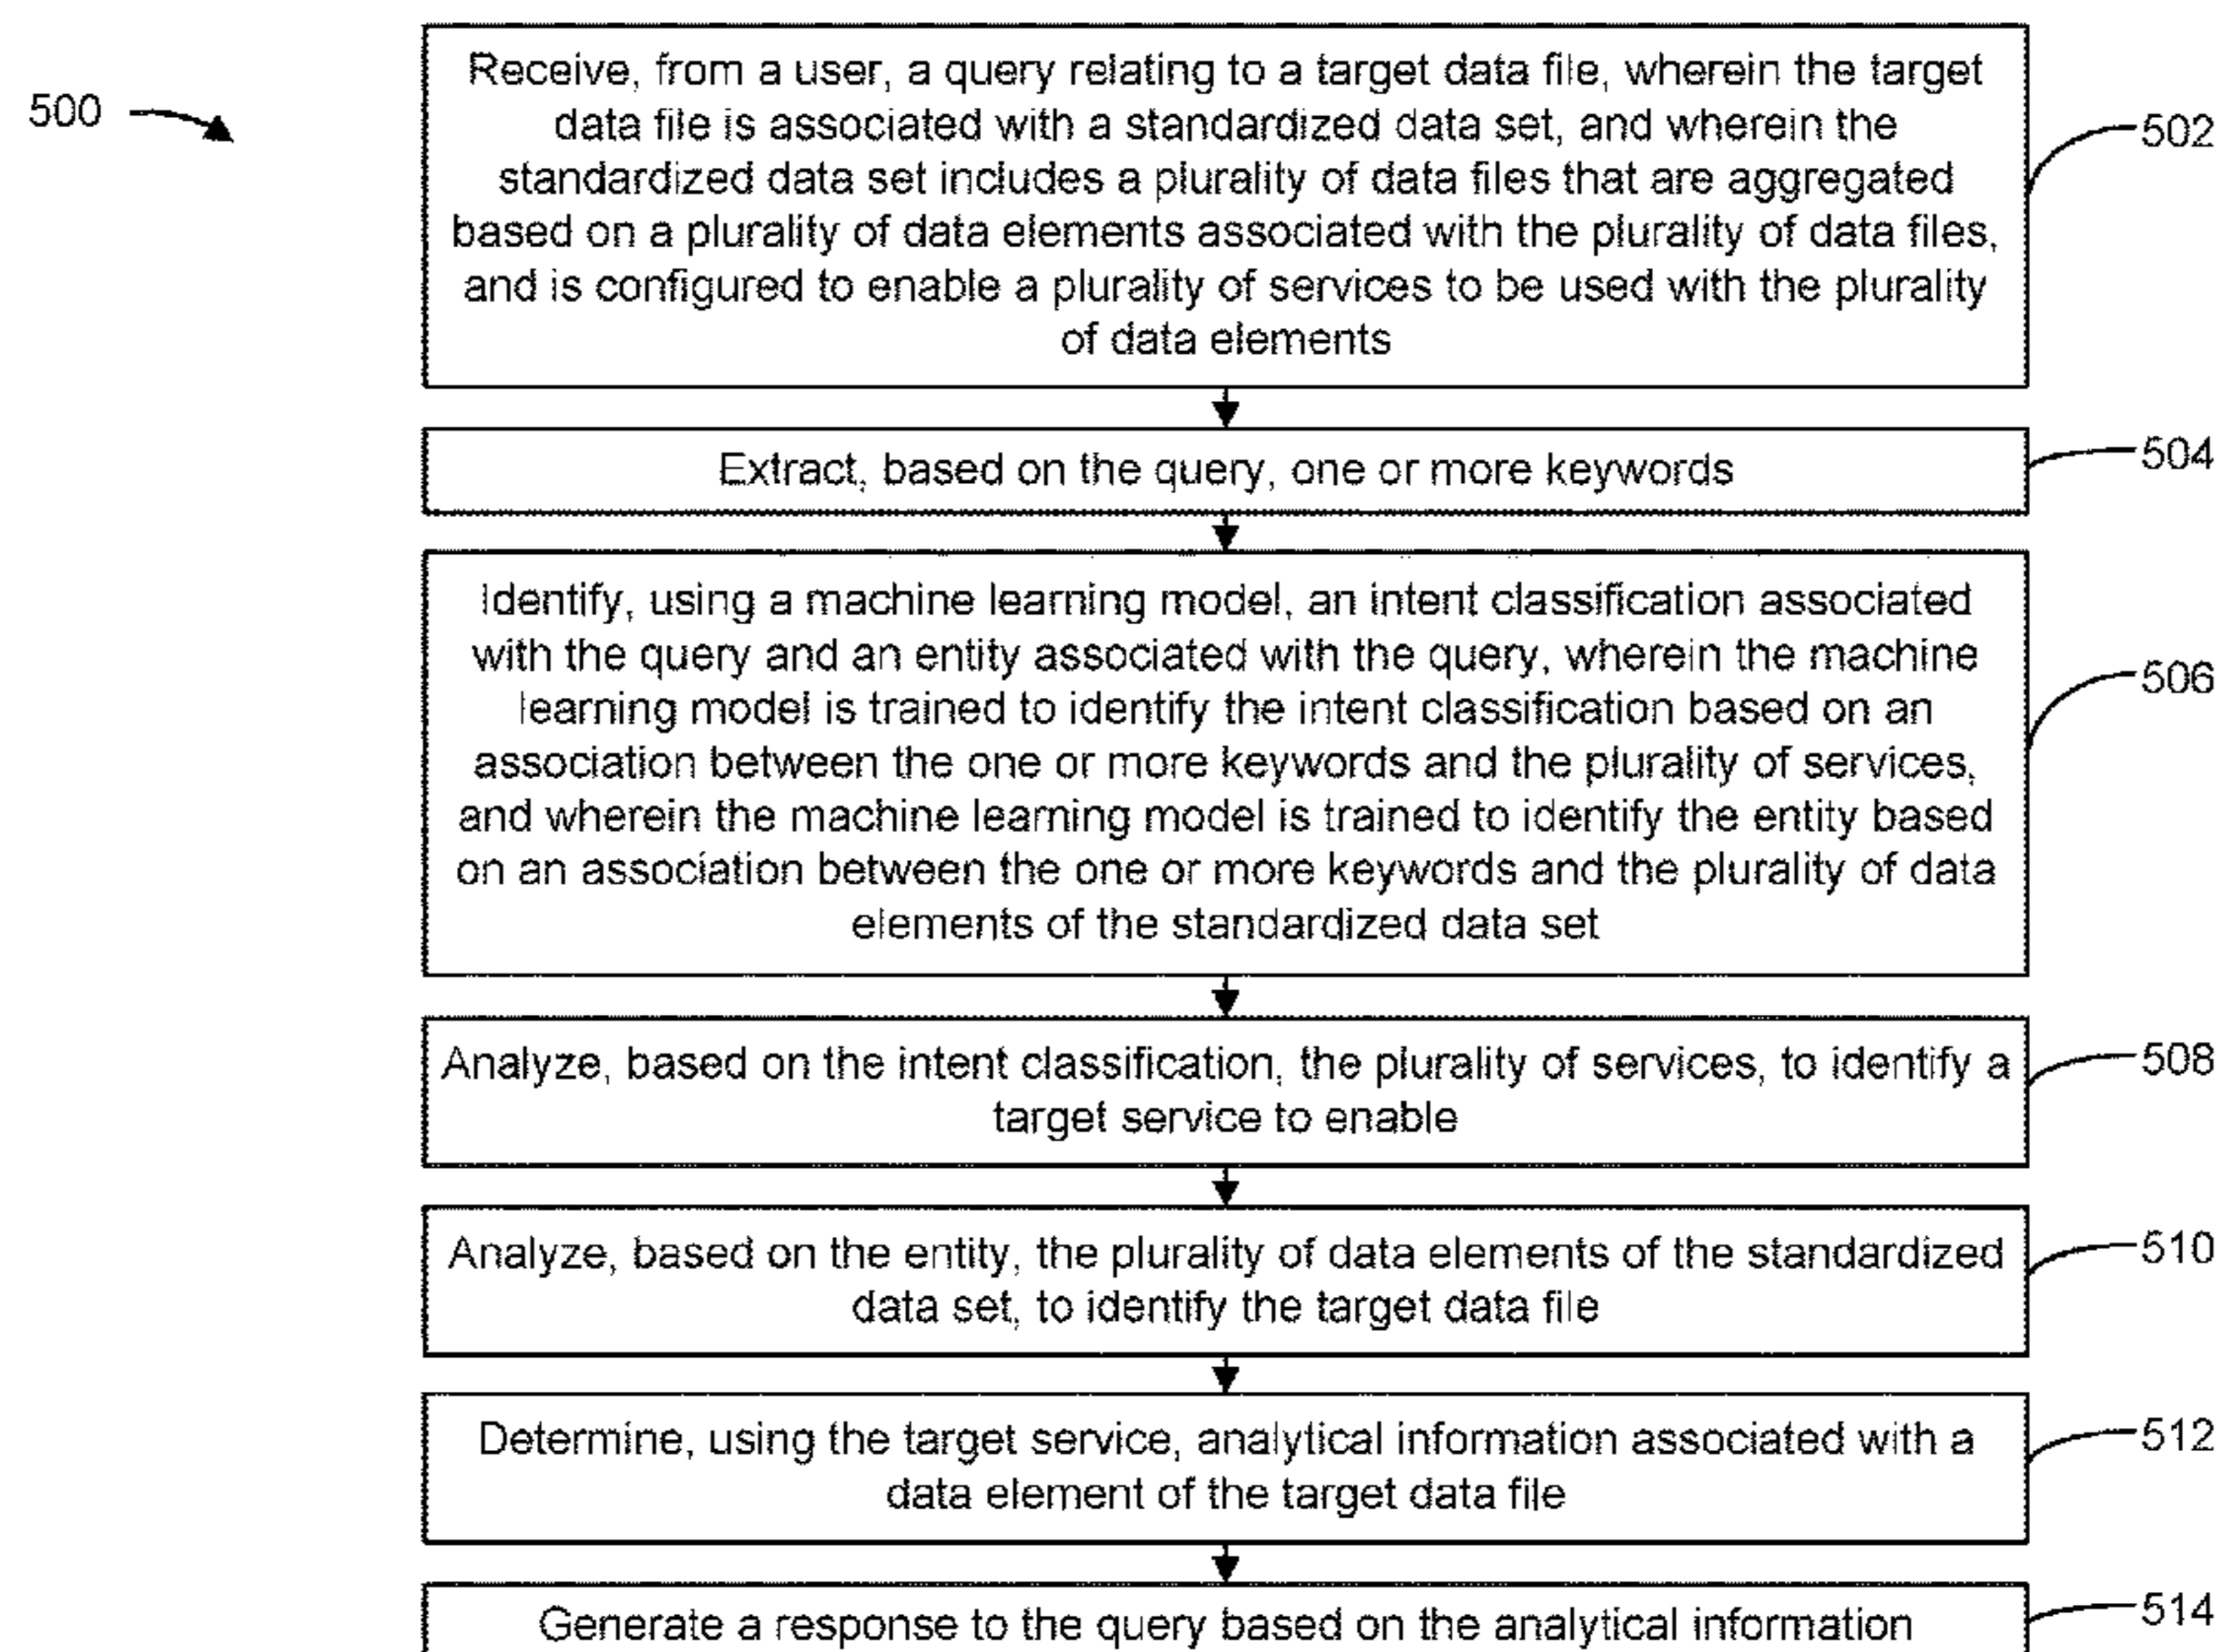 500
Receive, from a user, a query relating to a target data file, wherein the target
data file is associated with a standardized data set, and wherein the
standardized data set includes a plurality of data files that are aggregated
based on a plurality of data elements associated with the plurality of data files,
and is configured to enable a plurality of services to be used with the plurality
of data elements
502
Extract, based on the query, one or more keywords
504
Identify, using a machine learning model, an intent classification associated
with the query and an entity associated with the query, wherein the machine
learning model is trained to identify the intent classification based on an
association between the one or more keywords and the plurality of services,
and wherein the machine learning model is trained to identify the entity based
on an association between the one or more keywords and the plurality of data
elements of the standardized data set
506
Analyze, based on the intent classification, the plurality of services, to identify a
target service to enable
508
Analyze, based on the entity, the plurality of data elements of the standardized
data set, to identify the target data file
510
Determine, using the target service, analytical information associated with a
data element of the target data file
512
Generate a response to the query based on the analytical information
514